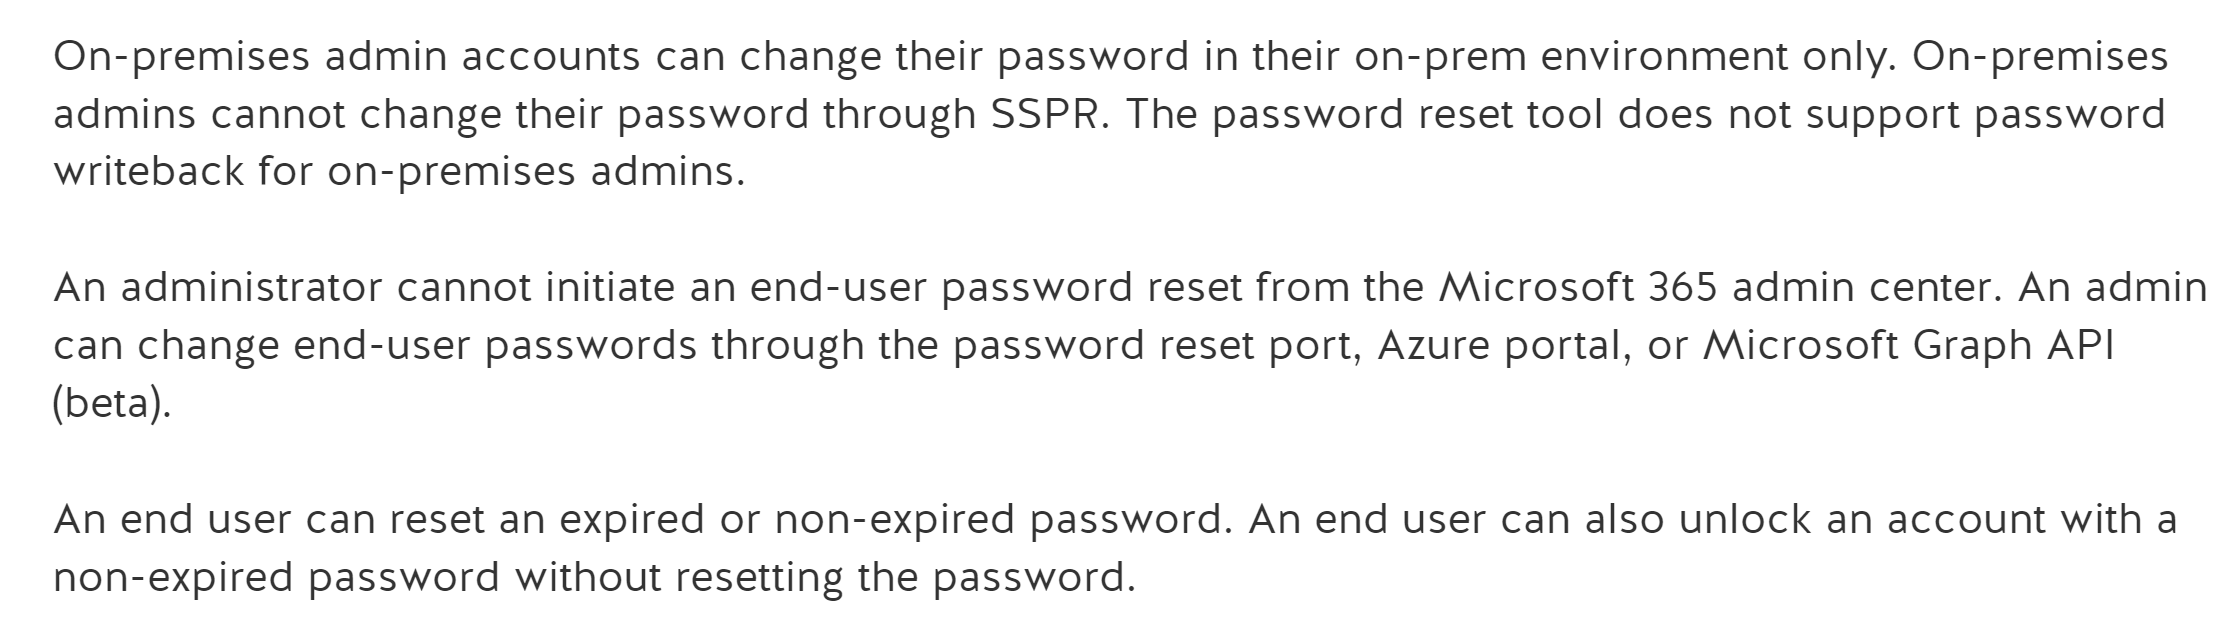 On-premises admin accounts can change their password in their on-prem environment only. On-premises
admins cannot change their password through SSPR. The password reset tool does not support password
writeback for on-premises admins.
An administrator cannot initiate an end-user password reset from the Microsoft 365 admin center. An admin
can change end-user passwords through the password reset port, Azure portal, or Microsoft Graph API
(beta).
An end user can reset an expired or non-expired password. An end user can also unlock an account with a
non-expired password without resetting the password.